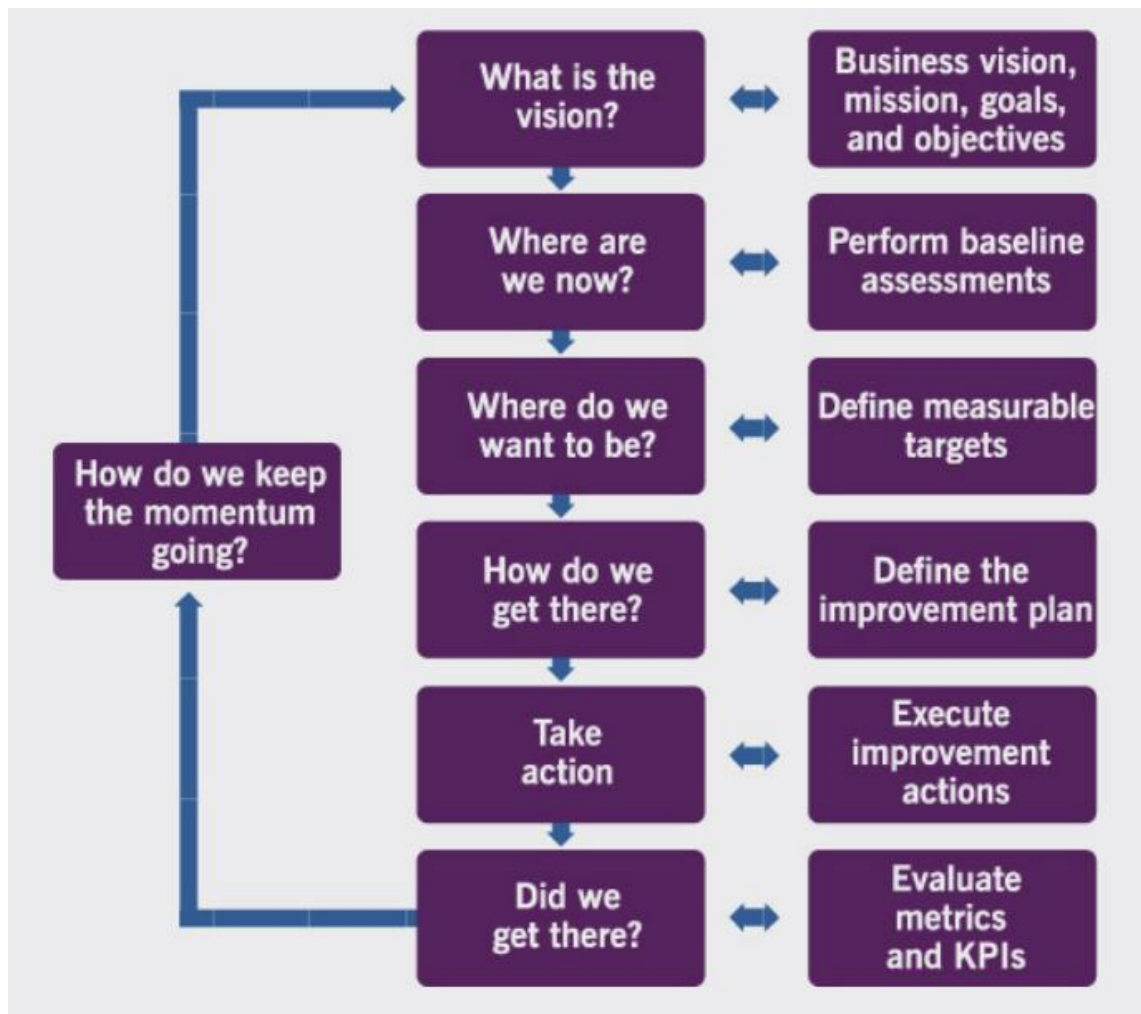 What is the
vision?
Business vision,
mission, goals,
and objectives
Where are
we now?
Perform baseline
assessments
Where do we
want to be?
Define measurable
targets
How do we keep
the momentum
going?
How do we
get there?
Define the
improvement plan
Take
action
Execute
improvement
actions
Did we
get there?
Evaluate
metrics
and KPIs